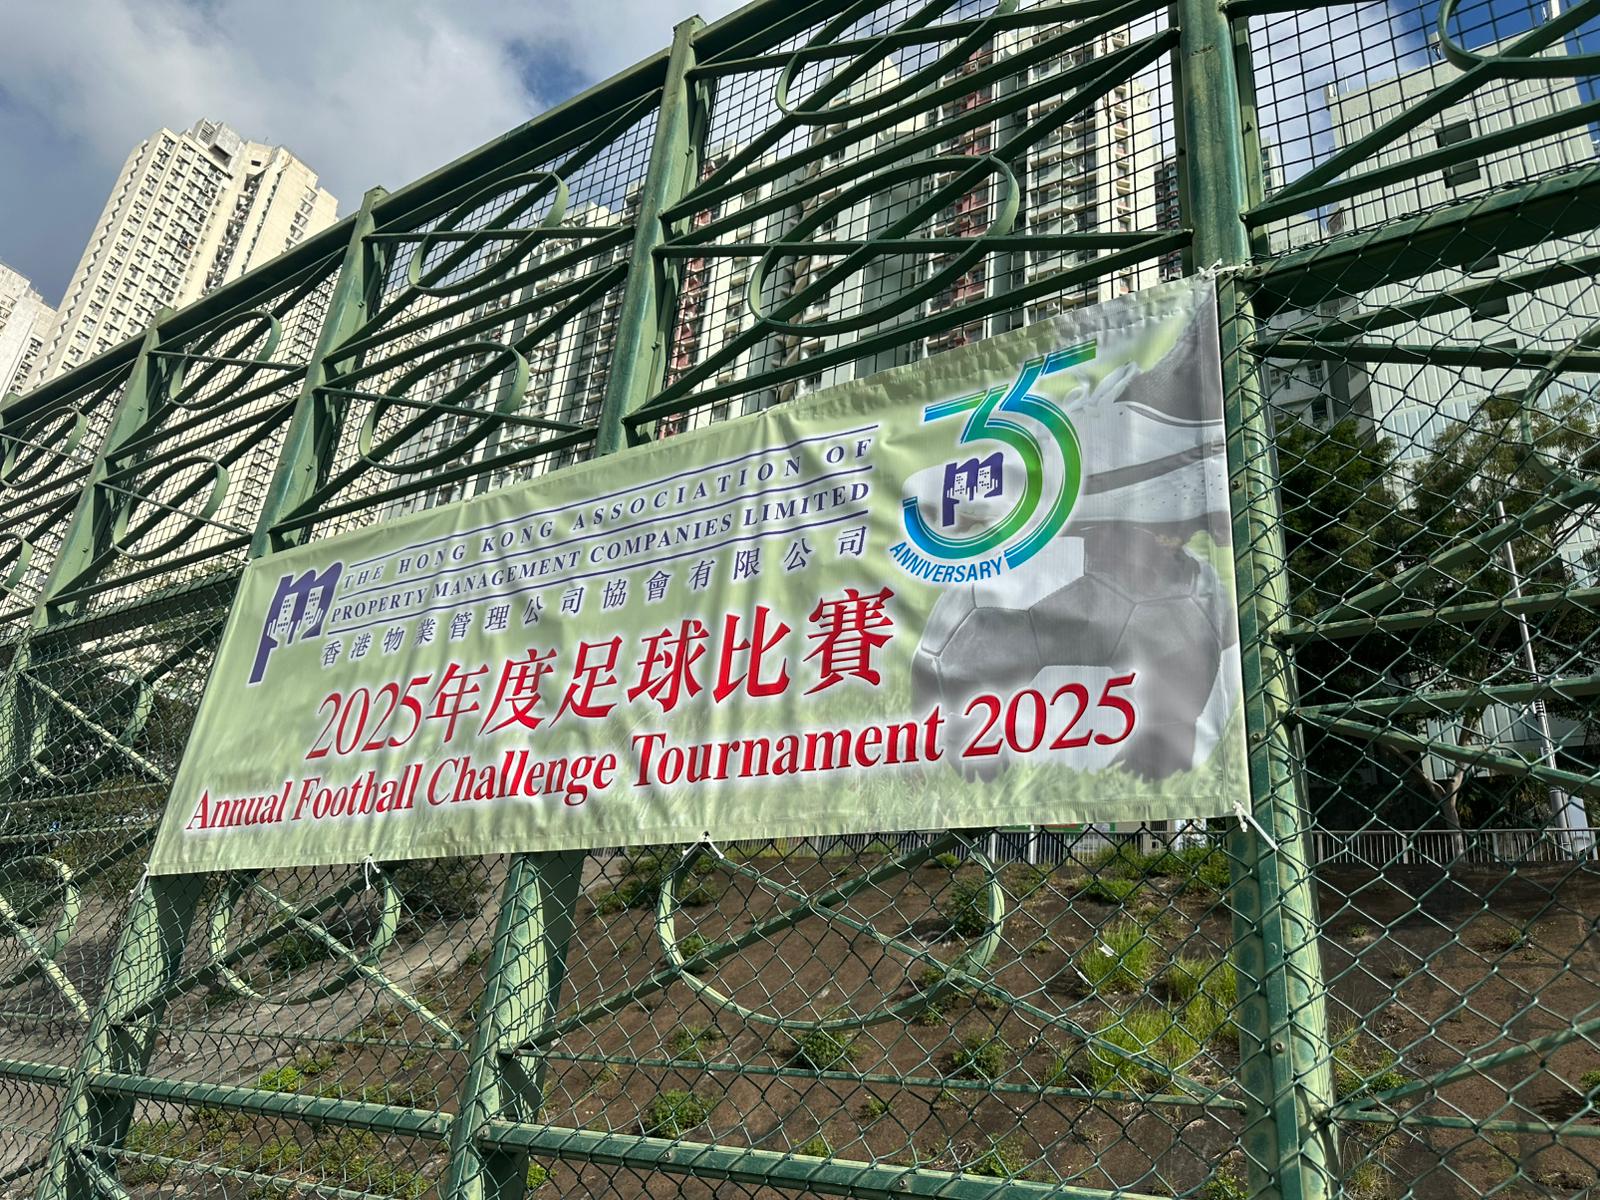 THE HONG KONG ASSOCIATION OF
PROPERTY MANAGEMENT COMPANIES LIMITED
香港物業管理公司協會有限公司
35
ANNIVERSARY
2025年度足球比賽
Annual Football Challenge Tournament 2025